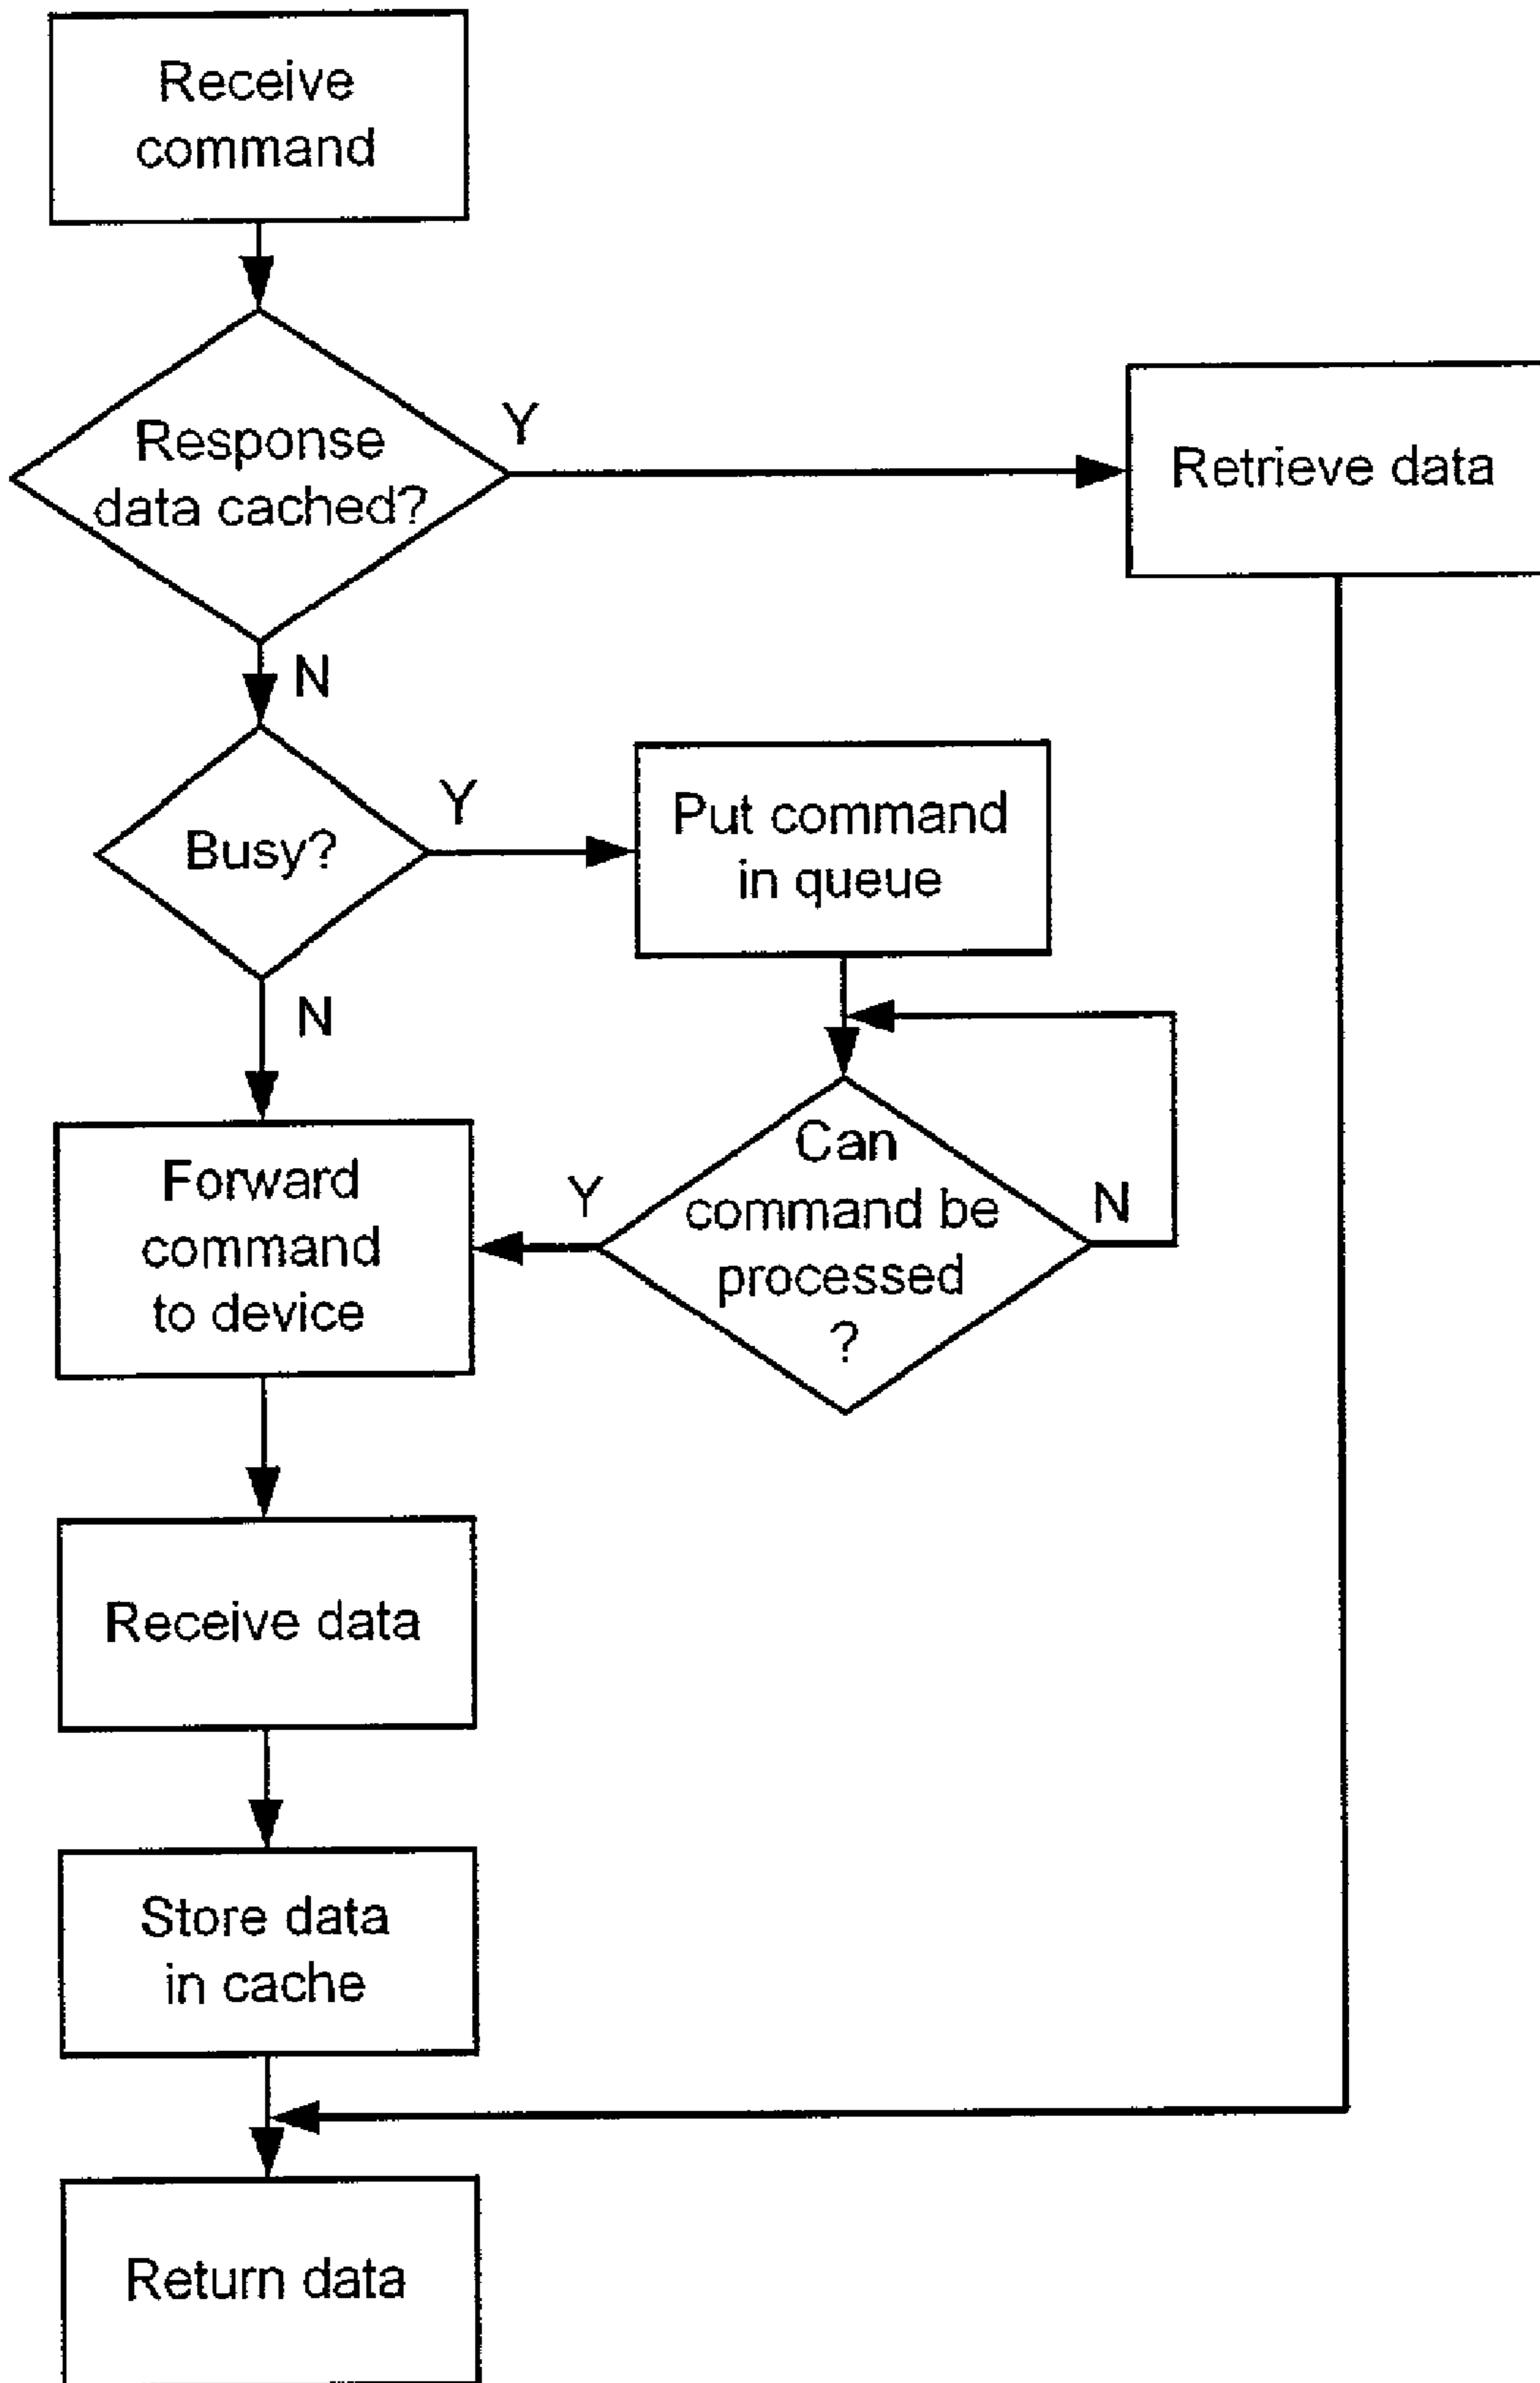 Receive
command
Response
data cached?
Y
Retrieve data
N
Busy?
Y
Put command
in queue
N
Can
command be
processed
?
Y
N
Forward
command
to device
Receive data
Store data
in cache
Return data